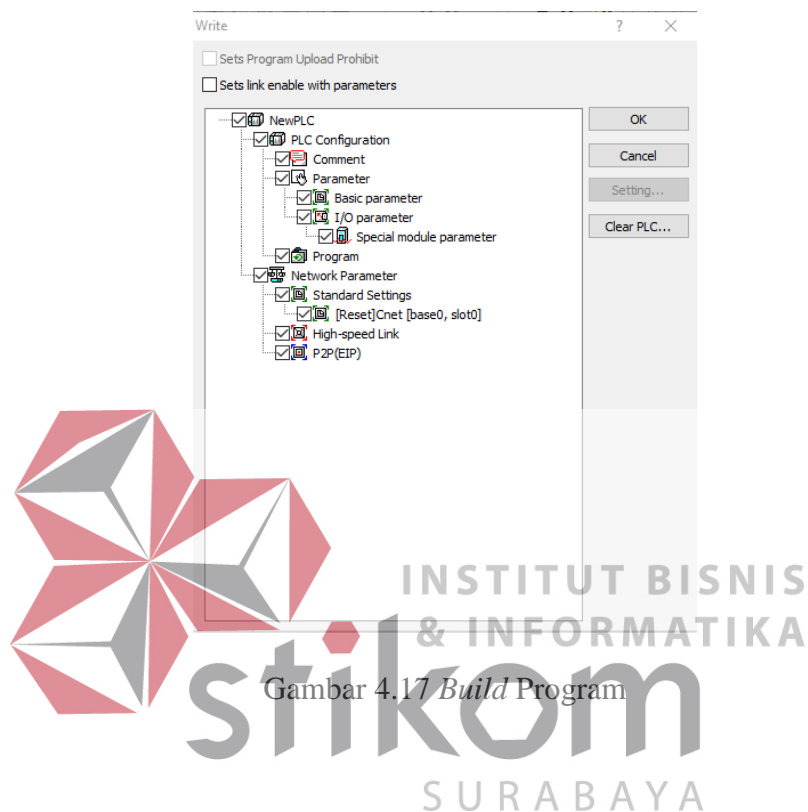 Write ? ×
Sets Program Upload Prohibit
Sets link enable with parameters
NewPLC
OK
PLC Configuration
Comment
Cancel
Parameter
Setting...
Basic parameter
I/O parameter
Clear PLC...
Special module parameter
Program
Network Parameter
Standard Settings
[Reset]Cnet [base0, slot0]
High-speed Link
P2P(EIP)
INSTITUT BISNIS
& INFORMATIKA
stikom
Gambar 4.17 Build Program
SURABAYA